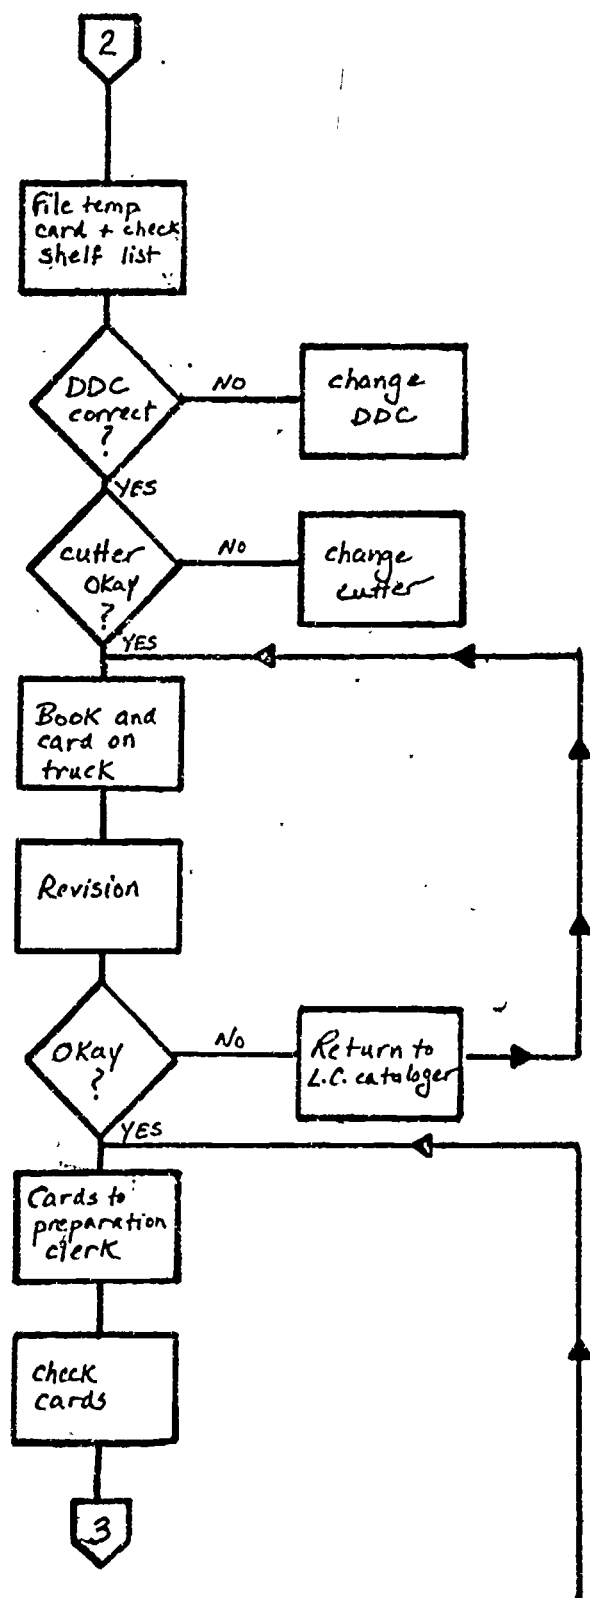 2
File temp
card + check
shelf list
DDC
correct
?
NO
change
DDC
YES
cutter
OKay
?
NO
change
cutter
YES
Book and
card on
truck
Revision
OKay
?
No
Return to
L.C. cataloger
YES
Cards to
preparation
clerk
check
cards
3